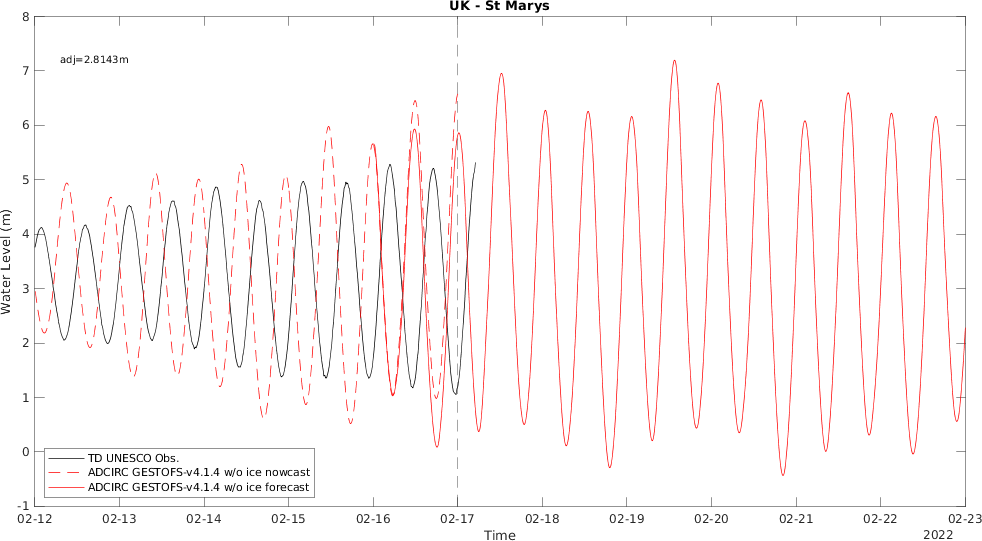 UK - St Marys
adj=2.8143m
Water Level (m)
8
7
6
5
4
3
2
1
0
-1
TD UNESCO Obs.
ADCIRC GESTOFS-v4.1.4 w/o ice nowcast
ADCIRC GESTOFS-v4.1.4 w/o ice forecast
02-12 02-13 02-14 02-15 02-16 02-17 02-18 02-19 02-20 02-21 02-22 02-23
Time
2022